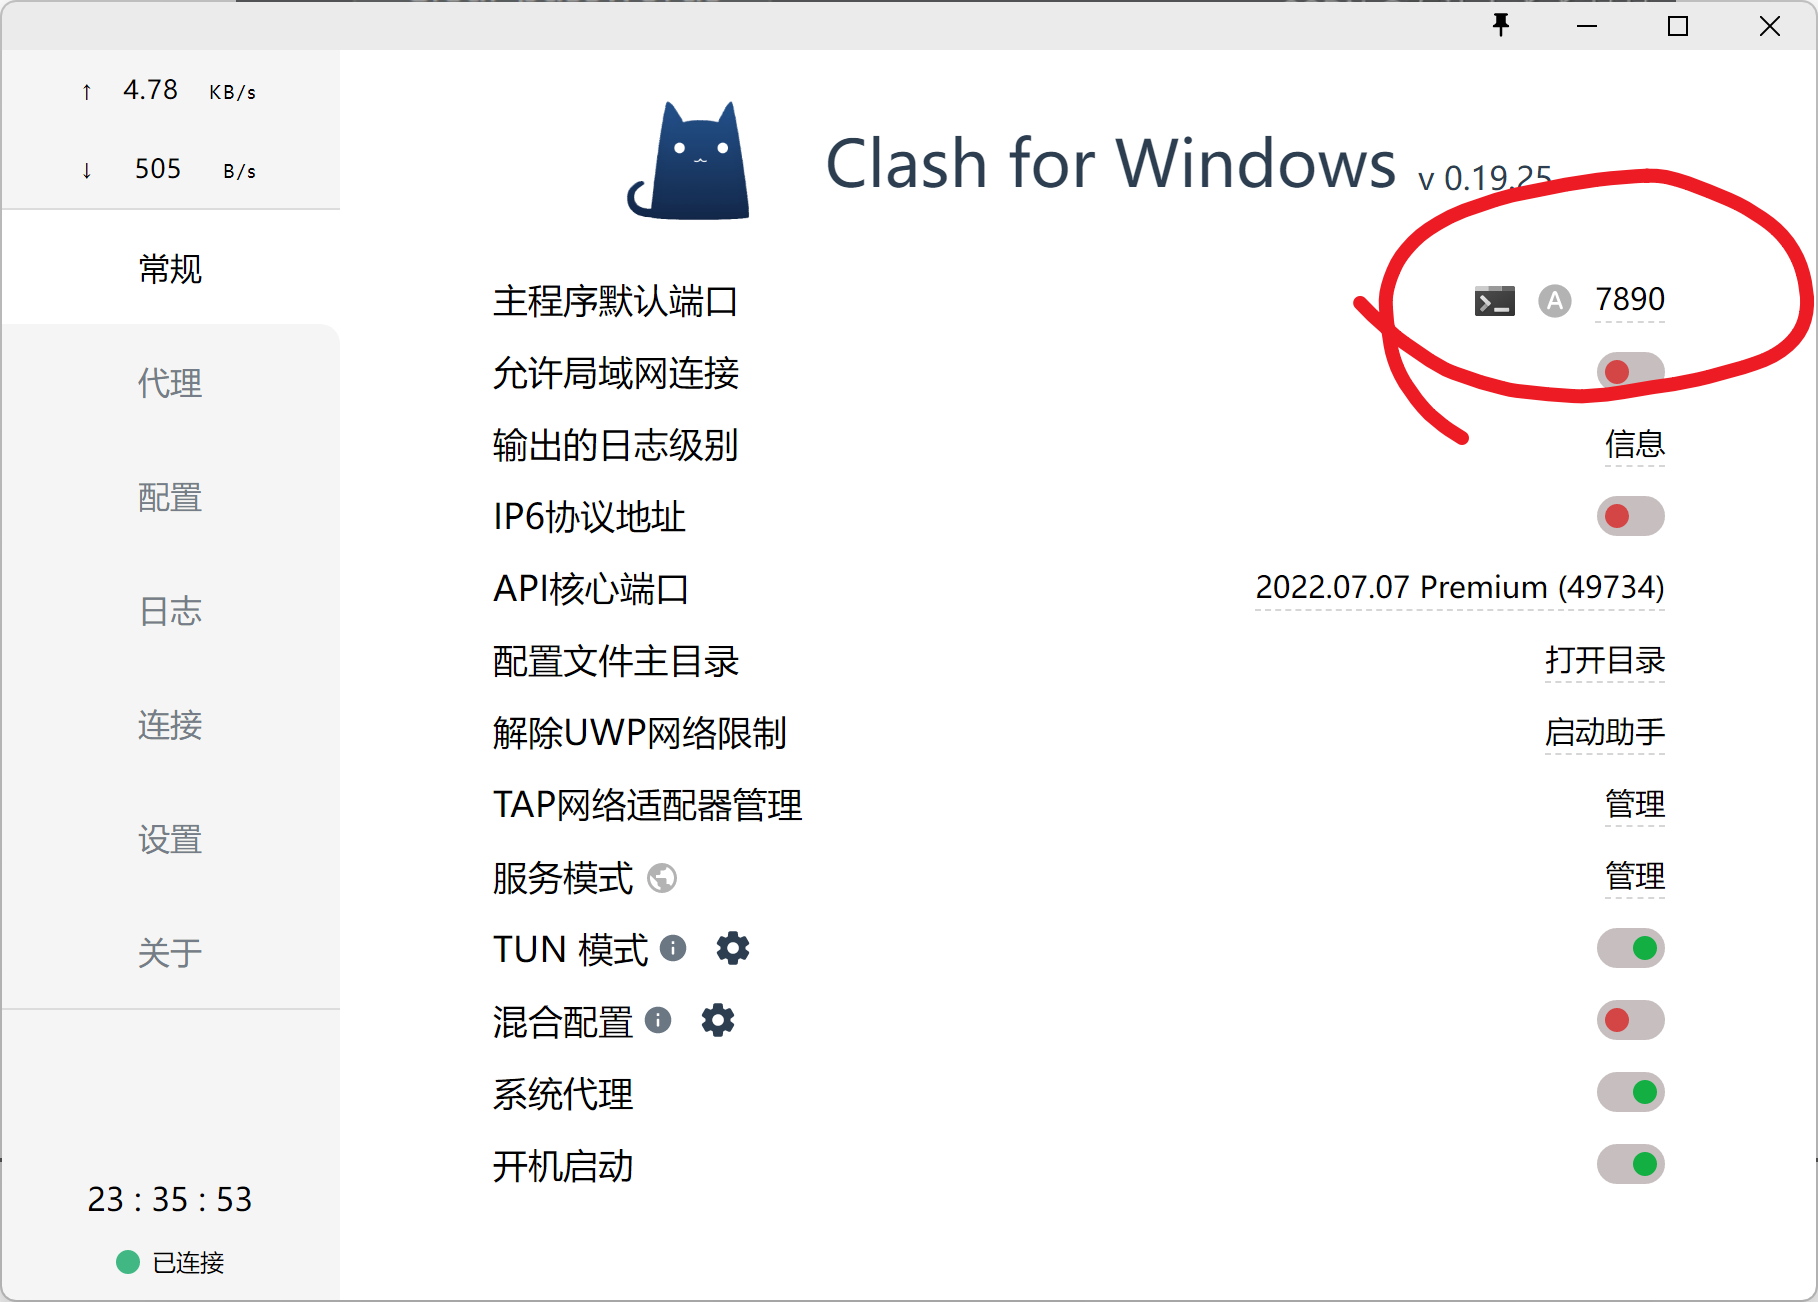 ↑ 4.78 KB/s
↓ 505 B/s
常规
代理
配置
日志
连接
设置
关于
23 : 35 : 53
已连接
Clash for Windows v 0.19.25
主程序默认端口 A 7890
允许局域网连接
输出的日志级别 信息
IP6协议地址
API核心端口 2022.07.07 Premium (49734)
配置文件主目录 打开目录
解除UWP网络限制 启动助手
TAP网络适配器管理 管理
服务模式 管理
TUN 模式
混合配置
系统代理
开机启动